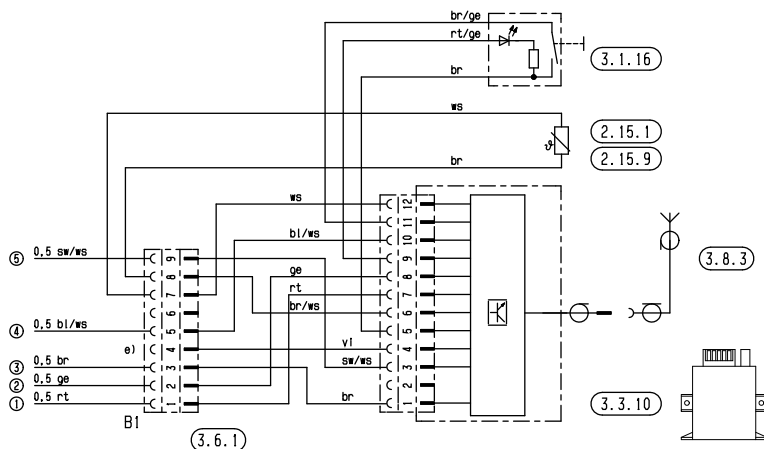 br/ge
rt/ge
br
3.1.16
ws
2.15.1
ϑ
br
2.15.9
ws
12
11
bl/ws
10
9
ge
8
rt
7
br/ws
6
5
vi
4
sw/ws
3
2
br
1
3.8.3
3.3.10
5 0,5 sw/ws
9
8
7
6
4 0,5 bl/ws
5
e)
4
3 0,5 br
3
2 0,5 ge
2
1 0,5 rt
1
B1
3.6.1